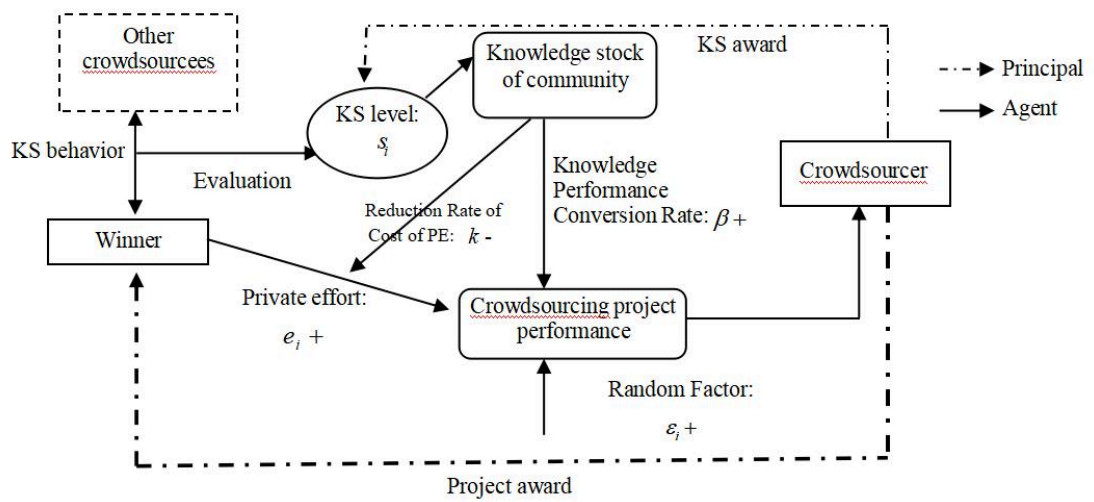 Other
crowdsourcees
KS behavior
Evaluation
Winner
KS level:
s_i
Knowledge stock
of community
KS award
Principal
Agent
Crowdsourcer
Knowledge
Performance
Conversion Rate: β +
Reduction Rate of
Cost of PE: k -
Private effort:
e_i +
Crowdsourcing project
performance
Random Factor:
ε_i +
Project award